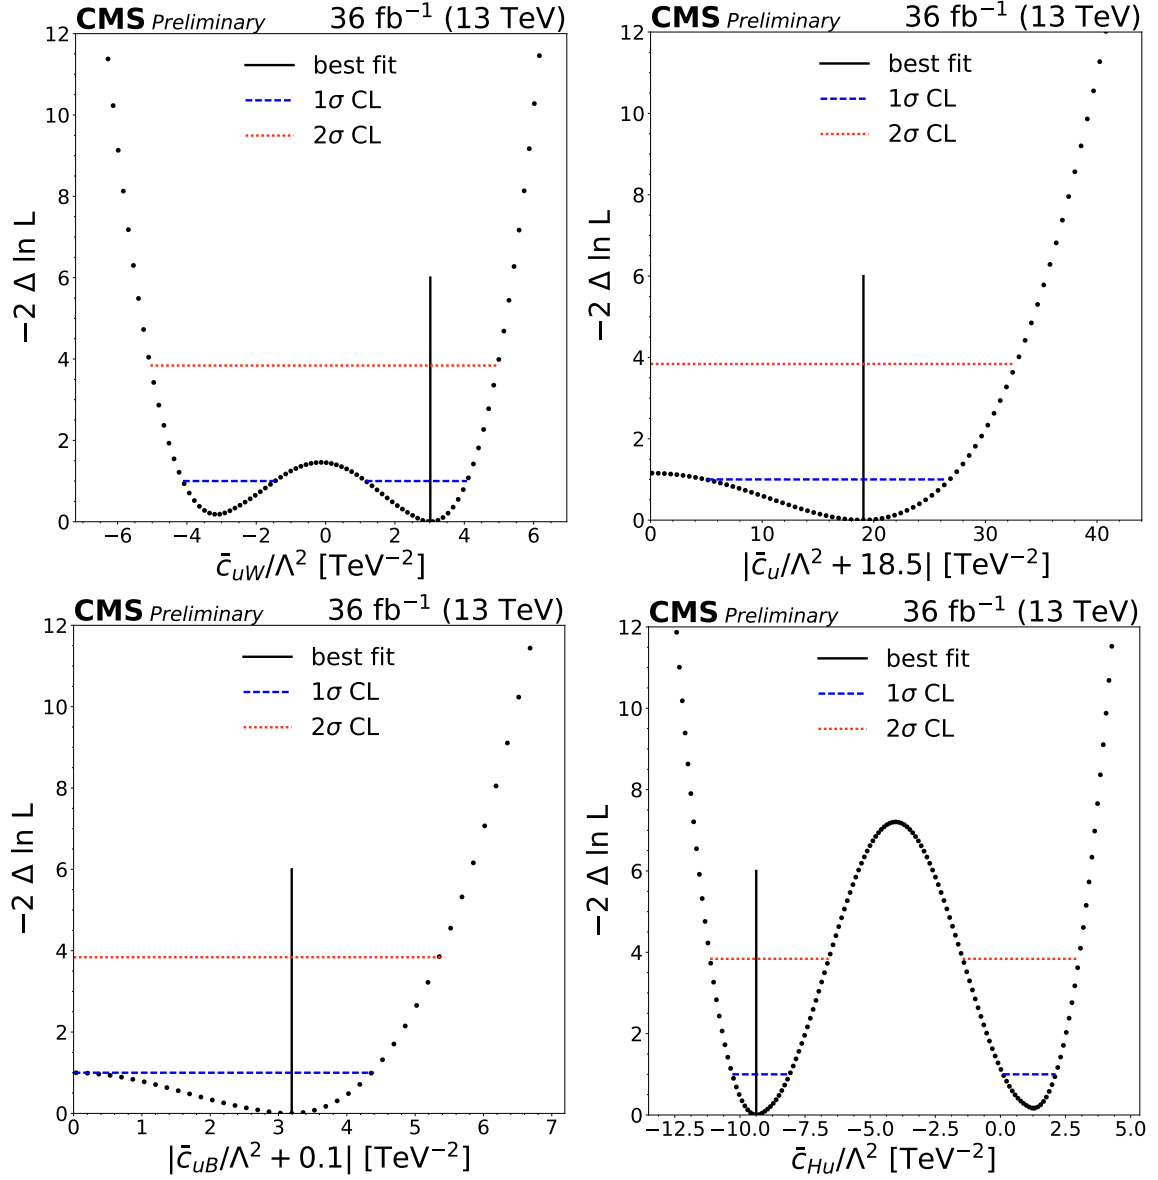 CMS Preliminary 36 fb⁻¹ (13 TeV)
12
10
8
6
4
2
0
−2 Δ ln L
best fit
1σ CL
2σ CL
−6 −4 −2 0 2 4 6
c̄uW/Λ² [TeV⁻²]
36 fb⁻¹ (13 TeV)
12
10
8
6
4
2
0
−2 Δ ln L
best fit
1σ CL
2σ CL
0 10 20 30 40
|c̄u/Λ² + 18.5| [TeV⁻²]
CMS Preliminary 36 fb⁻¹ (13 TeV)
12
10
8
6
4
2
0
−2 Δ ln L
best fit
1σ CL
2σ CL
0 1 2 3 4 5 6 7
|c̄uB/Λ² + 0.1| [TeV⁻²]
CMS Preliminary 36 fb⁻¹ (13 TeV)
12
10
8
6
4
2
0
−2 Δ ln L
best fit
1σ CL
2σ CL
−12.5 −10.0 −7.5 −5.0 −2.5 0.0 2.5 5.0
c̄Hu/Λ² [TeV⁻²]